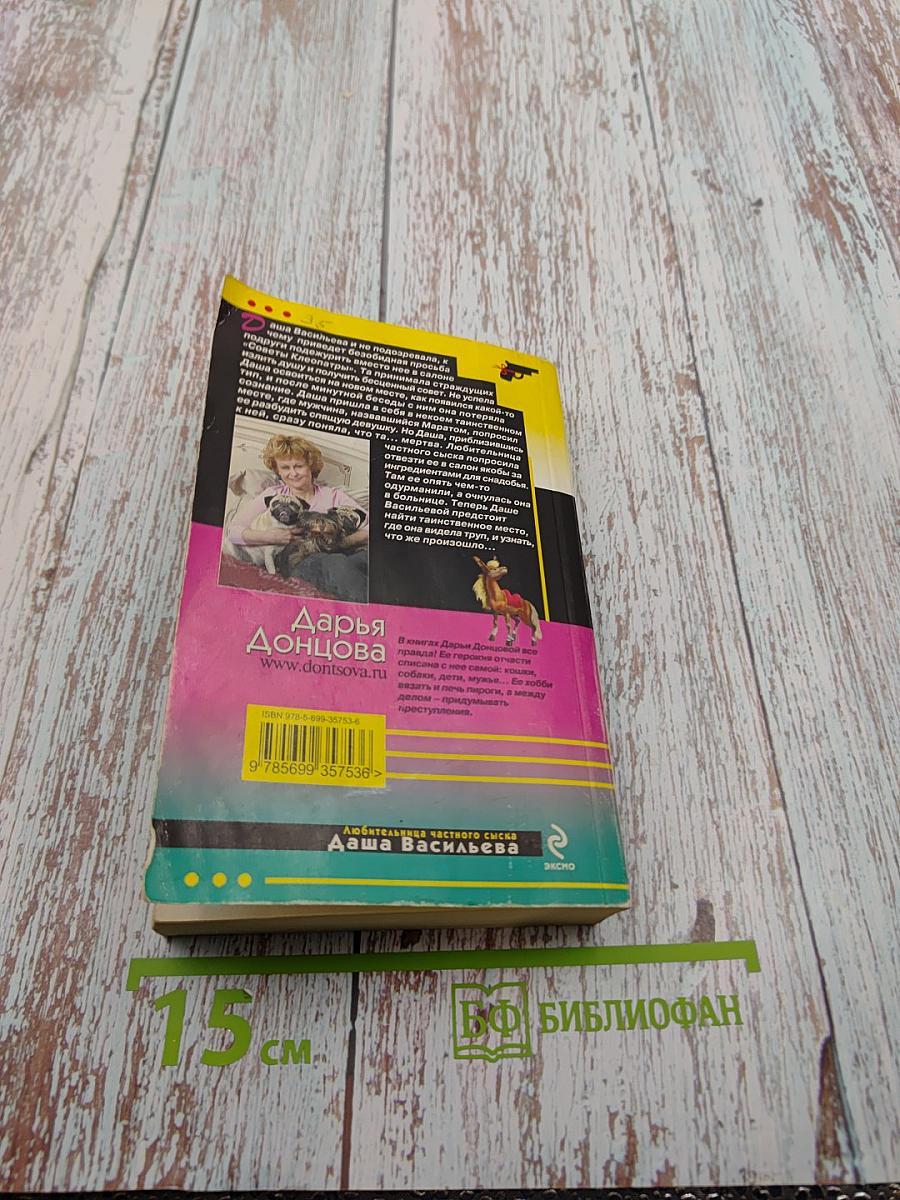 35
Даша Васильева и не подозревала, к
чему приведет безобидная просьба
подруги подежурить вместо нее в салоне
«Советы Клеопатры». Та принимала страждущих
излить душу и получить бесценный совет. Не успела
Даша освоиться на новом месте, как появился какой-то
тип, и после минутной беседы с ним она потеряла
сознание. Даша пришла в себя в некоем таинственном
месте, где мужчина, назвавшийся Маратом, попросил
ее разбудить спящую девушку. Но Даша, приблизившись
к ней, сразу поняла, что та... мертва. Любительница
частного сыска попросила
отвезти ее в салон якобы за
ингредиентами для снадобья.
Там ее опять чем-то
одурманили, а очнулась она
в больнице. Теперь Даше
Васильевой предстоит
найти таинственное место,
где она видела труп, и узнать,
что же произошло...
Дарья
Донцова
www.dontsova.ru
В книгах Дарьи Донцовой все
правда! Ее героиня отчасти
списана с нее самой: кошки,
собаки, дети, мужья... Ее хобби
вязать и печь пироги, а между
делом – придумывать
преступления.
ISBN 978-5-699-35753-6
9 785699 357536 >
Любительница частного сыска
Даша Васильева
ЭКСМО
15 см
БФ БИБЛИОФАН